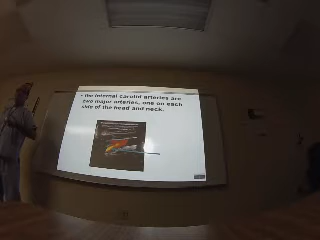 • the internal carotid arteries are
two major arteries, one on each
side of the head and neck.